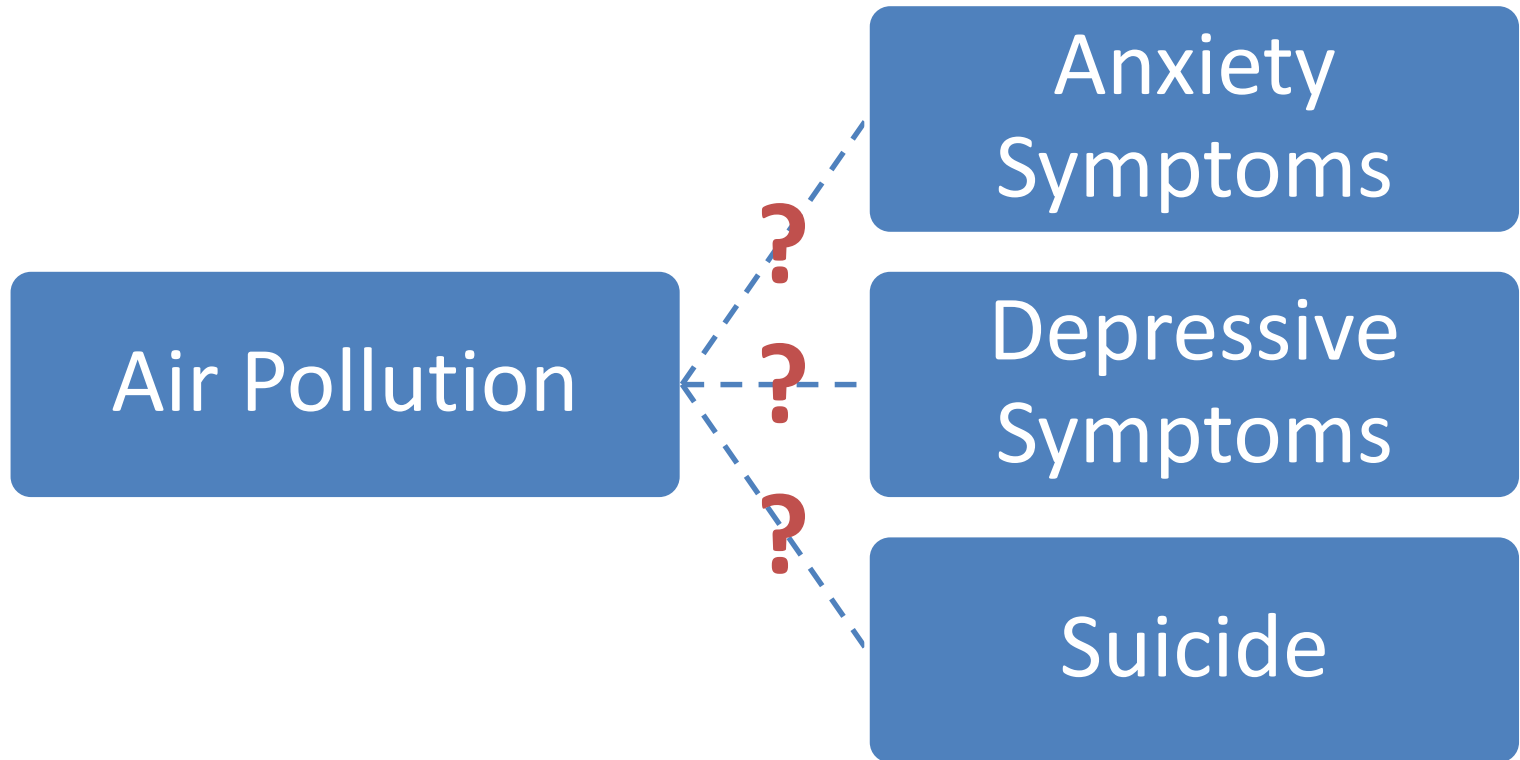 Anxiety
Symptoms
?
Air Pollution
?
Depressive
Symptoms
?
Suicide